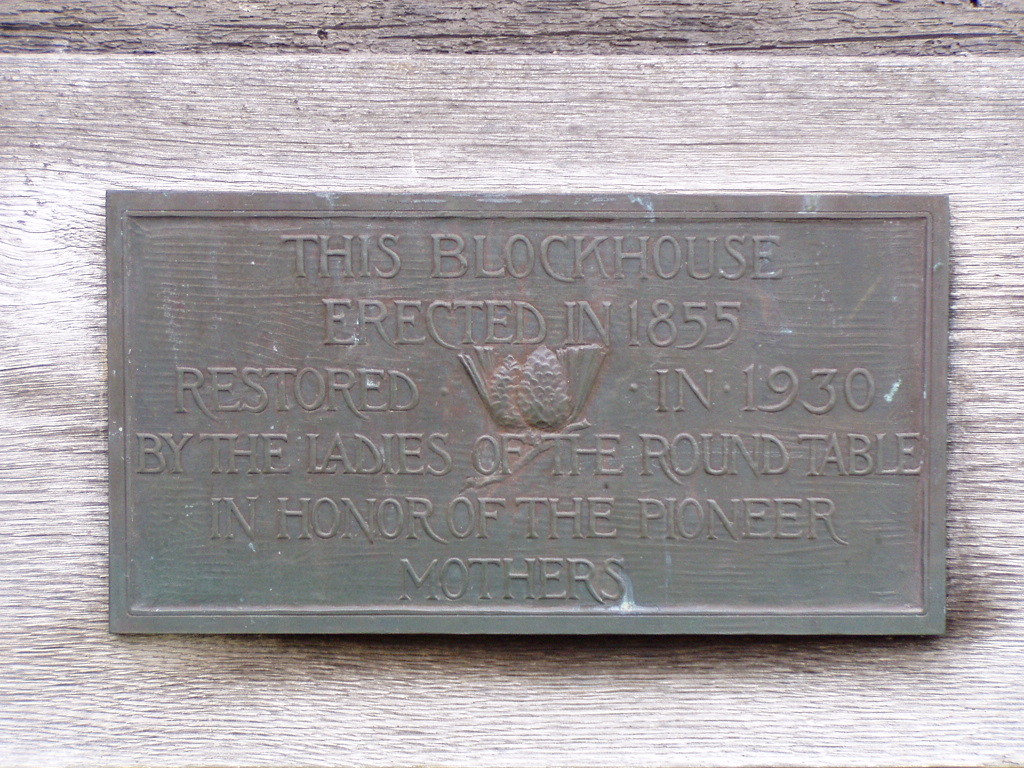 THIS BLOCKHOUSE
ERECTED IN 1855
RESTORED · IN · 1930
BY THE LADIES OF THE ROUND TABLE
IN HONOR OF THE PIONEER
MOTHERS